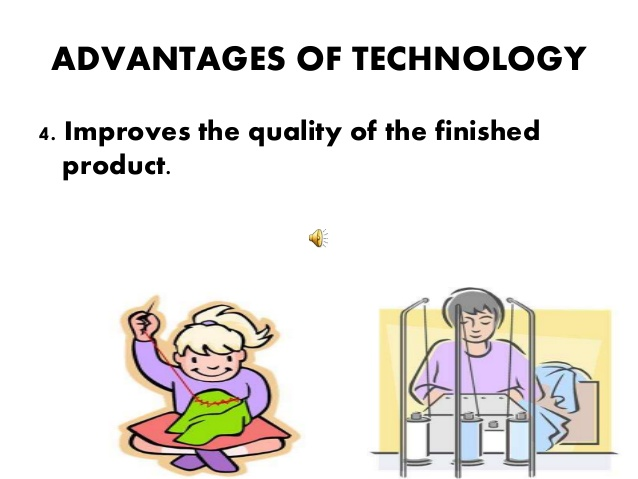 ADVANTAGES OF TECHNOLOGY
4. Improves the quality of the finished
product.